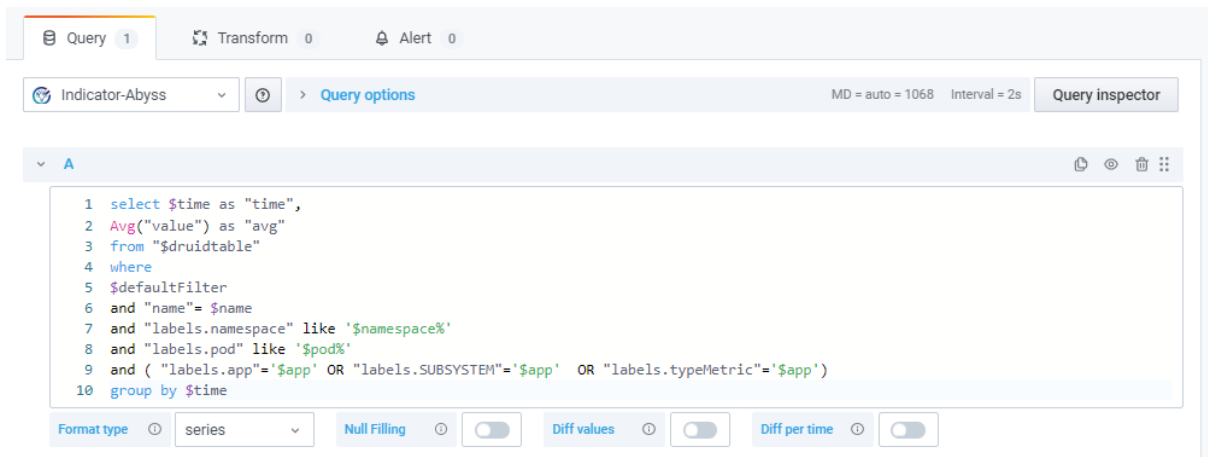 Query 1 Transform 0 Alert 0
Indicator-Abyss Query options MD = auto = 1068 Interval = 2s Query inspector
A
1 select $time as "time",
2 Avg("value") as "avg"
3 from "$druidtable"
4 where
5 $defaultFilter
6 and "name"= $name
7 and "labels.namespace" like '$namespace%'
8 and "labels.pod" like '$pod%'
9 and ( "labels.app"='$app' OR "labels.SUBSYSTEM"='$app'  OR "labels.typeMetric"='$app')
10 group by $time
Format type series Null Filling Diff values Diff per time